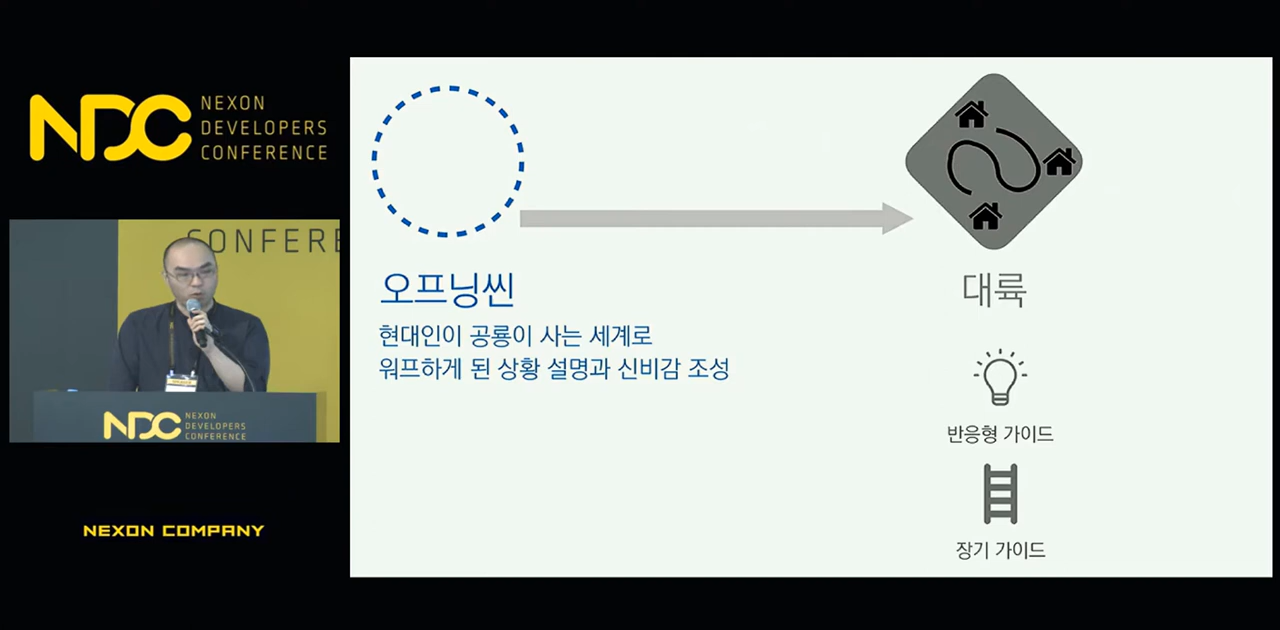 NDC
NEXON
DEVELOPERS
CONFERENCE
CONFERE
NDC
NEXON
DEVELOPERS
CONFERENCE
NEXON COMPANY
오프닝씬
현대인이 공룡이 사는 세계로
워프하게 된 상황 설명과 신비감 조성
대륙
반응형 가이드
장기 가이드